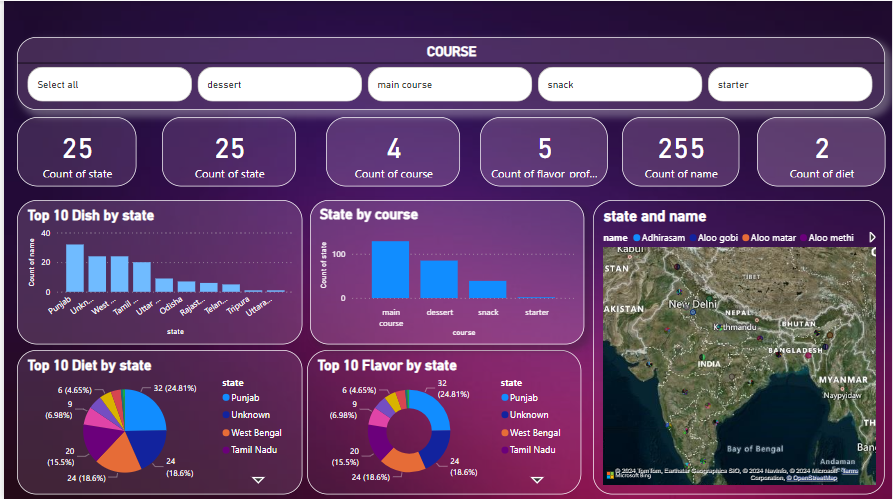 COURSE
Select all
dessert
main course
snack
starter
25
Count of state
25
Count of state
4
Count of course
5
Count of flavor_prof...
255
Count of name
2
Count of diet
Top 10 Dish by state
Count of name
40
20
0
Punjab
Unkn...
West ...
Tamil ...
Uttar ...
Odisha
Rajast...
Telan...
Tripura
Uttara...
state
State by course
Count of state
100
0
main course
dessert
snack
starter
course
state and name
name Adhirasam Aloo gobi Aloo matar Aloo methi
Kabul
STAN
AKISTAN
TIBET
New Delhi
NEPAL
Kathmandu
BHUTAN
BANGLADESH
INDIA
MYANMAR
Naypyidaw
TH
Ban
Bay of Bengal
Andaman
© 2024 TomTom, Earthstar Geographics SIO, © 2024 NavInfo, © 2024 Microsoft Terms
Corporation, © OpenStreetMap
Microsoft Bing
Top 10 Diet by state
32 (24.81%)
24 (18.6%)
24 (18.6%)
20 (15.5%)
9 (6.98%)
6 (4.65%)
state
Punjab
Unknown
West Bengal
Tamil Nadu
Top 10 Flavor by state
32 (24.81%)
24 (18.6%)
24 (18.6%)
20 (15.5%)
9 (6.98%)
6 (4.65%)
state
Punjab
Unknown
West Bengal
Tamil Nadu